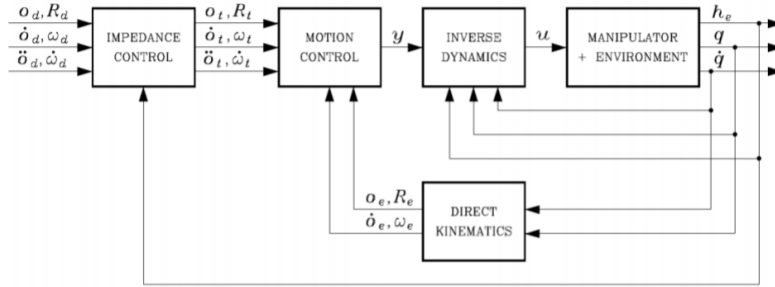 o_d, R_d
ȯ_d, ω_d
ö_d, ω̇_d
IMPEDANCE
CONTROL
o_t, R_t
ȯ_t, ω_t
ö_t, ω̇_t
MOTION
CONTROL
y
INVERSE
DYNAMICS
u
MANIPULATOR
+ ENVIRONMENT
h_e
q
q̇
o_e, R_e
ȯ_e, ω_e
DIRECT
KINEMATICS